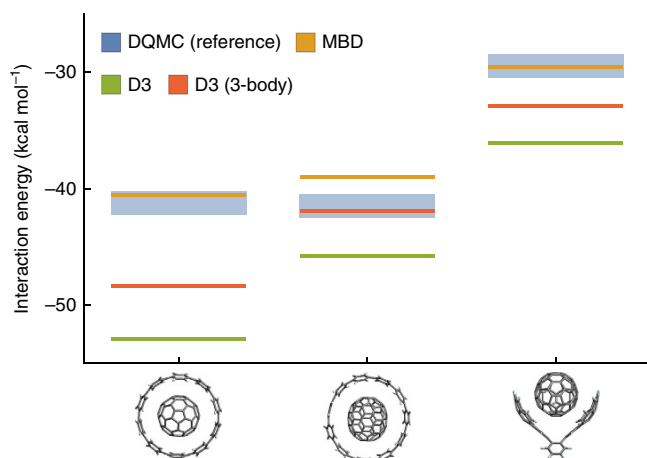 DQMC (reference) MBD
D3 D3 (3-body)
Interaction energy (kcal mol⁻¹)
−30
−40
−50